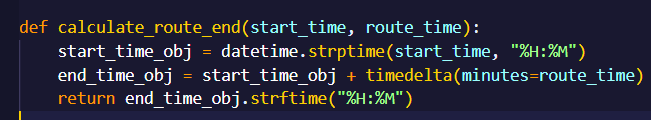 def calculate_route_end(start_time, route_time):
    start_time_obj = datetime.strptime(start_time, "%H:%M")
    end_time_obj = start_time_obj + timedelta(minutes=route_time)
    return end_time_obj.strftime("%H:%M")